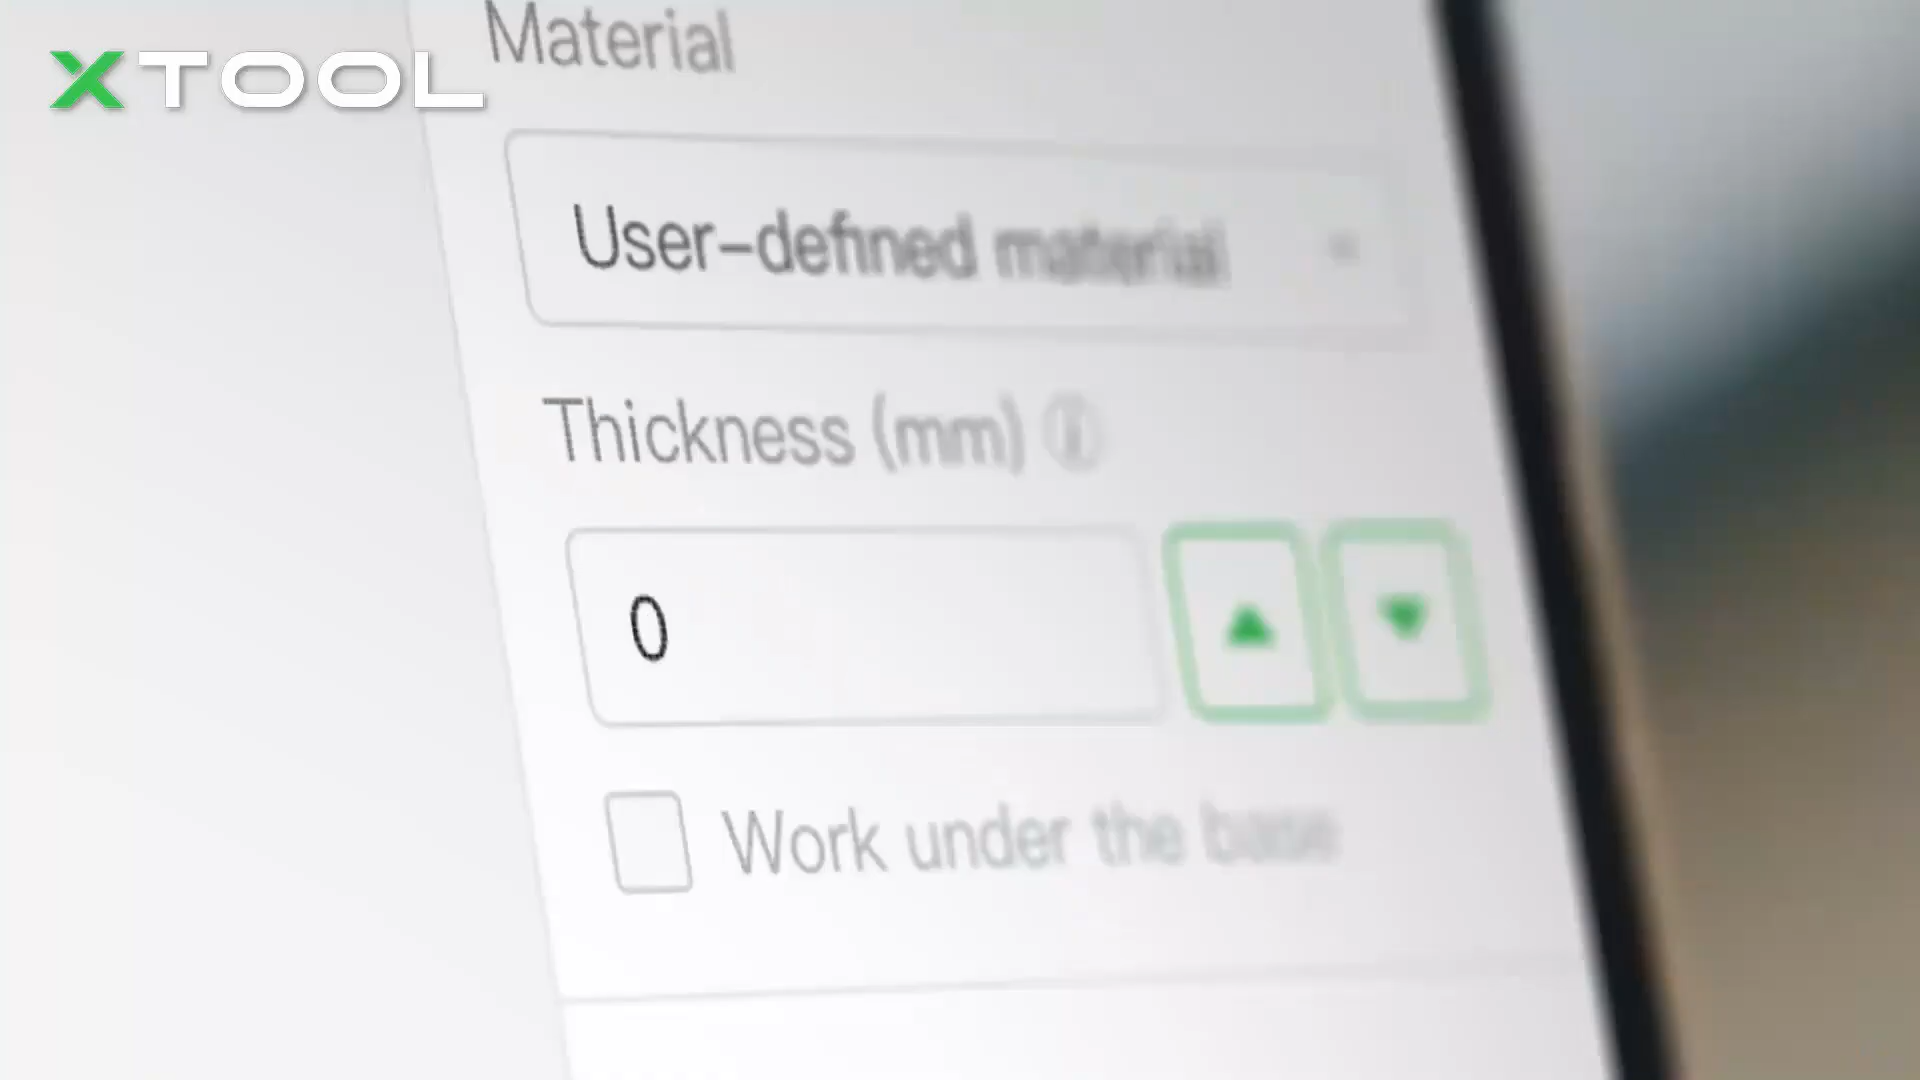 XTOOL
Material
User-defined material
Thickness (mm)
0
Work under the base